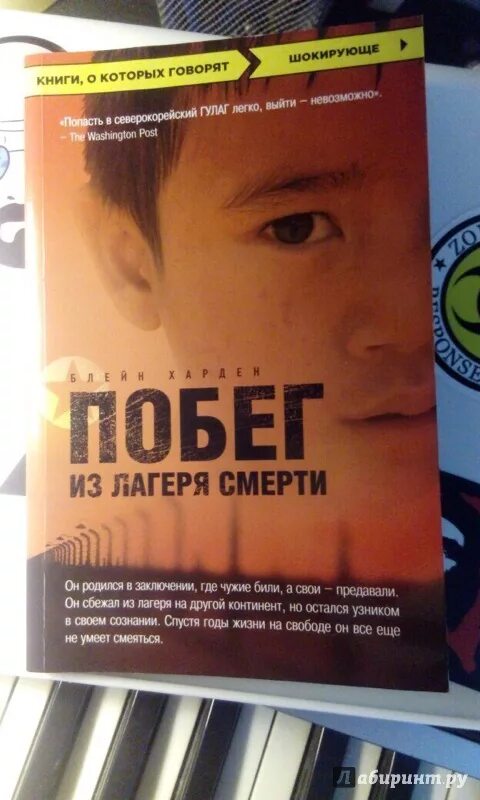 КНИГИ, О КОТОРЫХ ГОВОРЯТ
ШОКИРУЮЩЕ
«Попасть в северокорейский ГУЛАГ легко, выйти – невозможно».
– The Washington Post
БЛЕЙН ХАРДЕН
ПОБЕГ
ИЗ ЛАГЕРЯ СМЕРТИ
Он родился в заключении, где чужие били, а свои – предавали.
Он сбежал из лагеря на другой континент, но остался узником
в своем сознании. Спустя годы жизни на свободе он все еще
не умеет смеяться.
RESPONSE
Лабиринт.ру